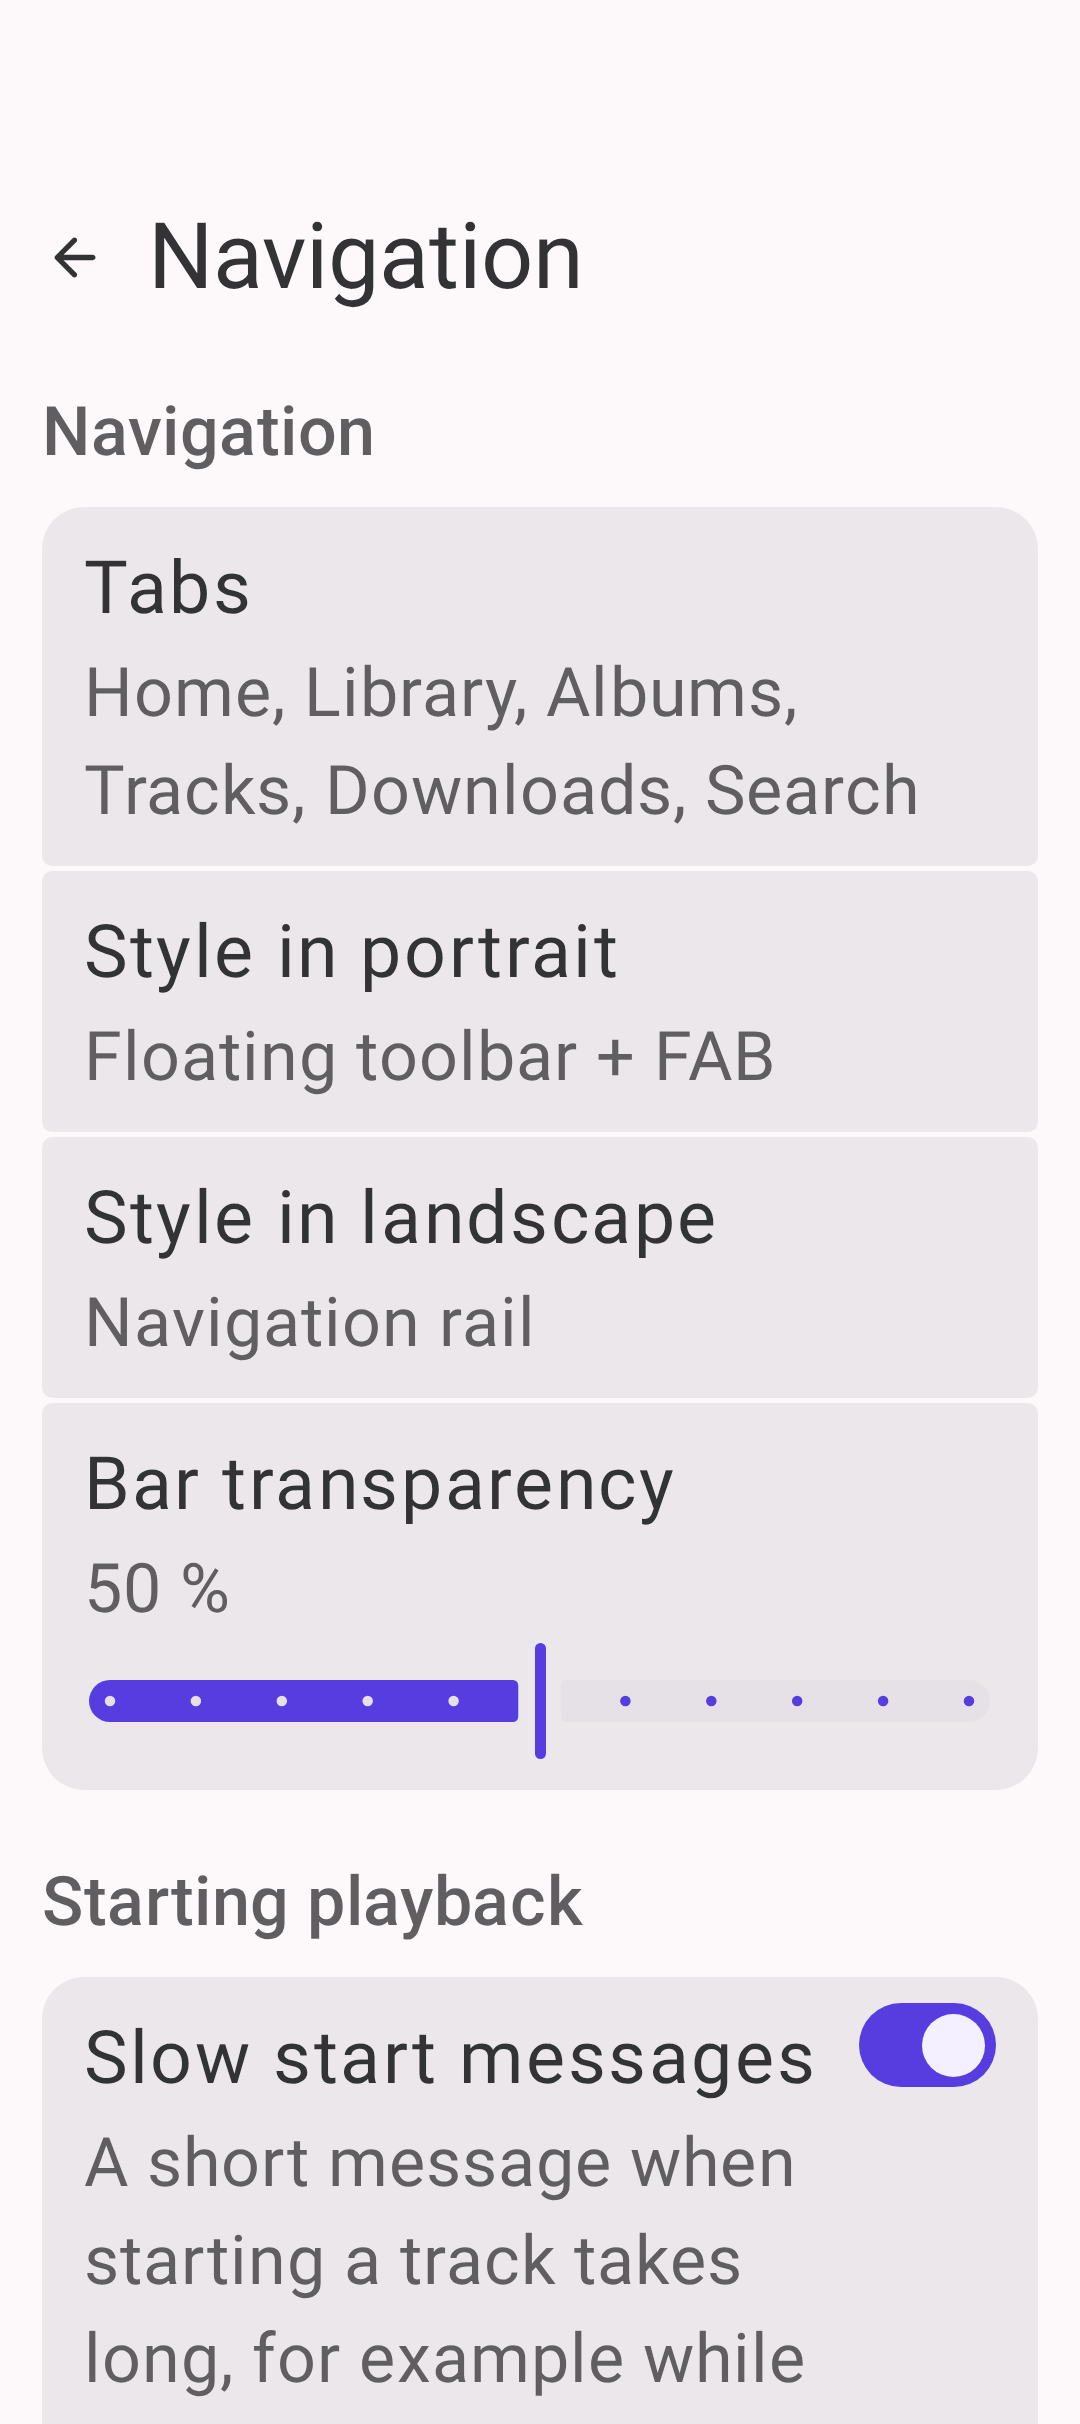 Navigation
Navigation
Tabs
Home, Library, Albums,
Tracks, Downloads, Search
Style in portrait
Floating toolbar + FAB
Style in landscape
Navigation rail
Bar transparency
50 %
Starting playback
Slow start messages
A short message when
starting a track takes
long, for example while